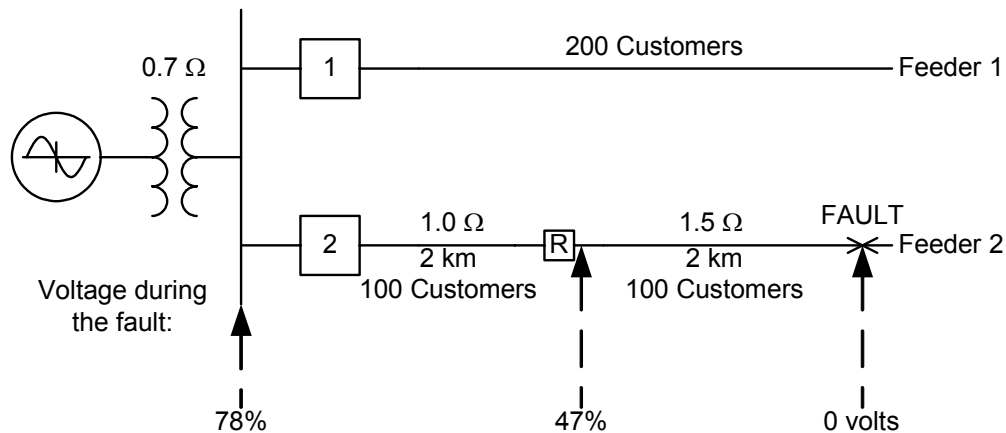 200 Customers
0.7 Ω
1
Feeder 1
1.0 Ω
1.5 Ω
FAULT
2
R
Feeder 2
2 km
2 km
100 Customers
100 Customers
Voltage during
the fault:
78%
47%
0 volts